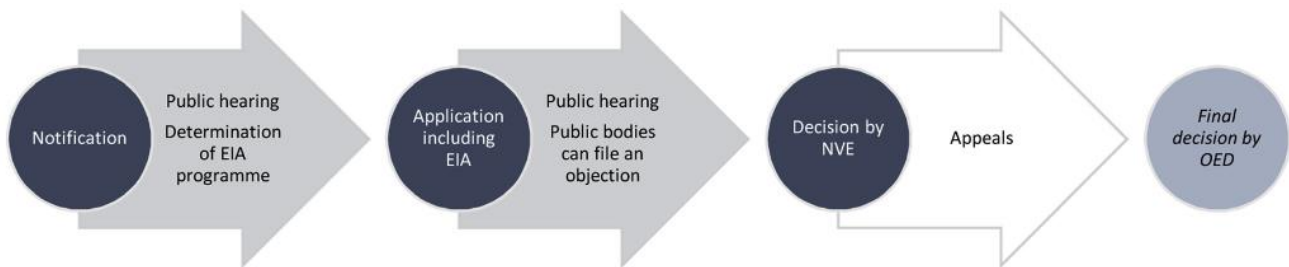 Notification
Public hearing
Determination
of EIA
programme
Application
including
EIA
Public hearing
Public bodies
can file an
objection
Decision by
NVE
Appeals
Final
decision by
OED